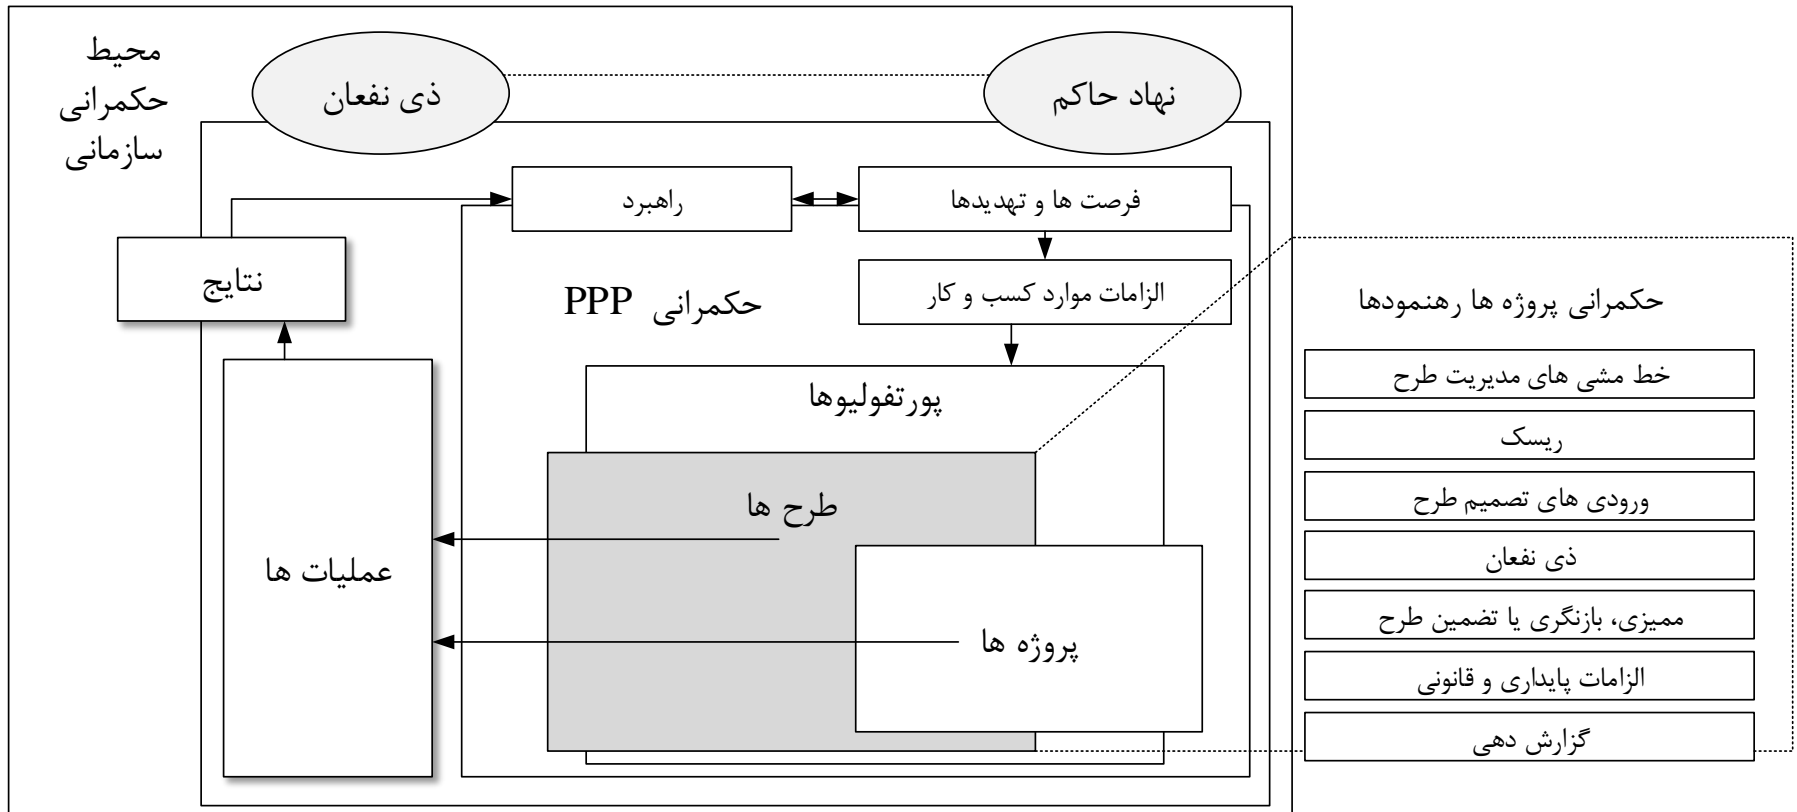 محیط
حکمرانی
سازمانی
ذی نفعان
نهاد حاکم
راهبرد
فرصت ها و تهدیدها
نتایج
حکمرانی PPP
الزامات موارد کسب و کار
پورتفولیوها
طرح ها
عملیات ها
پروژه ها
حکمرانی پروژه ها رهنمودها
خط مشی های مدیریت طرح
ریسک
ورودی های تصمیم طرح
ذی نفعان
ممیزی، بازنگری یا تضمین طرح
الزامات پایداری و قانونی
گزارش دهی